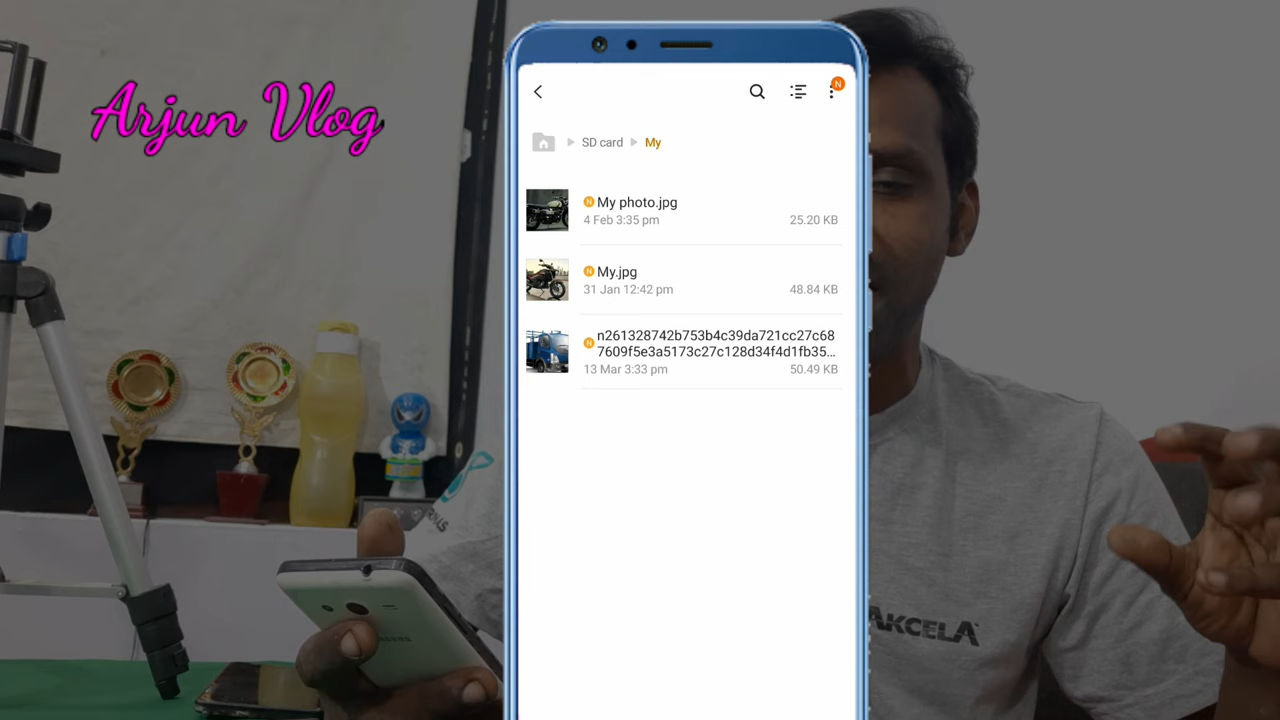 Arjun Vlog
N
SD card
My
N My photo.jpg
4 Feb 3:35 pm
25.20 KB
N My.jpg
31 Jan 12:42 pm
48.84 KB
n261328742b753b4c39da721cc27c68
N 7609f5e3a5173c27c128d34f4d1fb35...
13 Mar 3:33 pm
50.49 KB
AKCELA